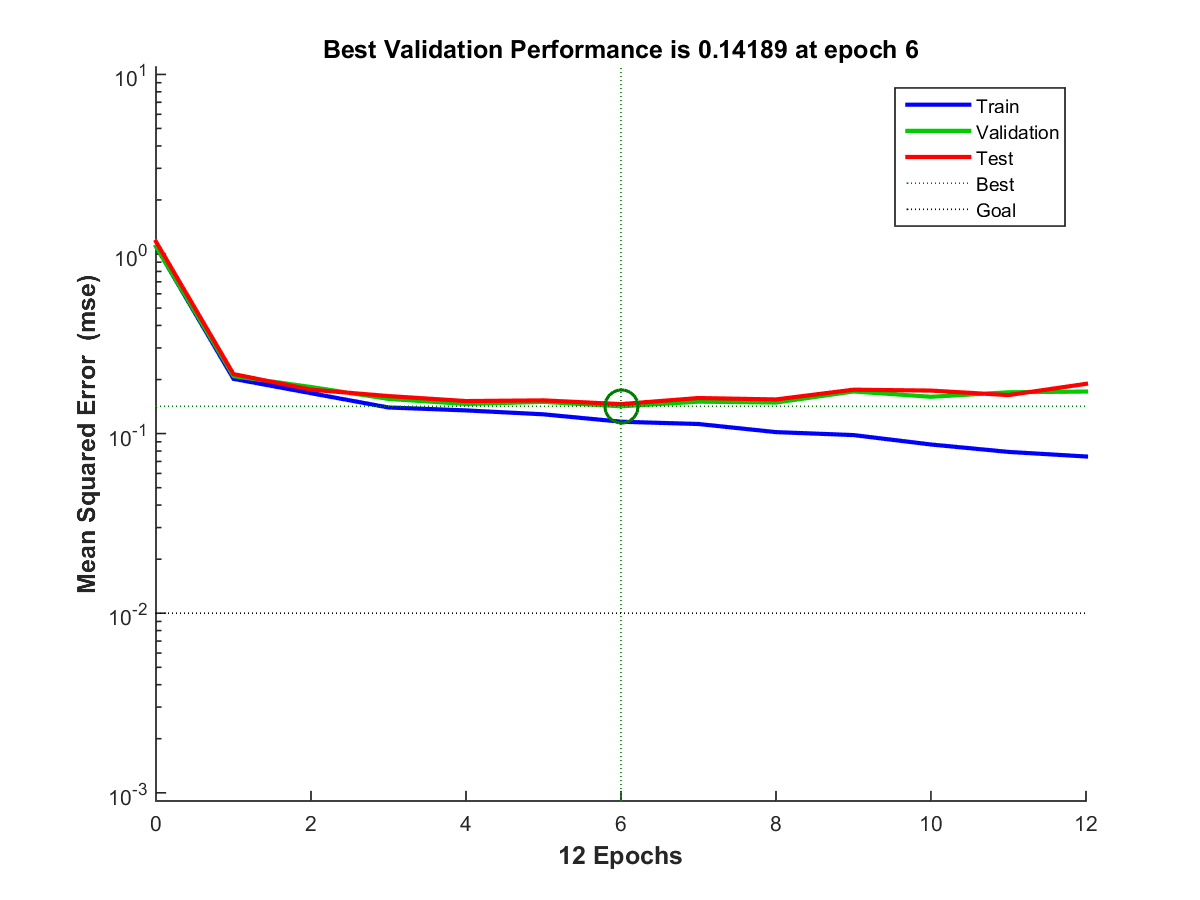 Best Validation Performance is 0.14189 at epoch 6
Train
Validation
Test
Best
Goal
Mean Squared Error (mse)
10^1
10^0
10^-1
10^-2
10^-3
0 2 4 6 8 10 12
12 Epochs